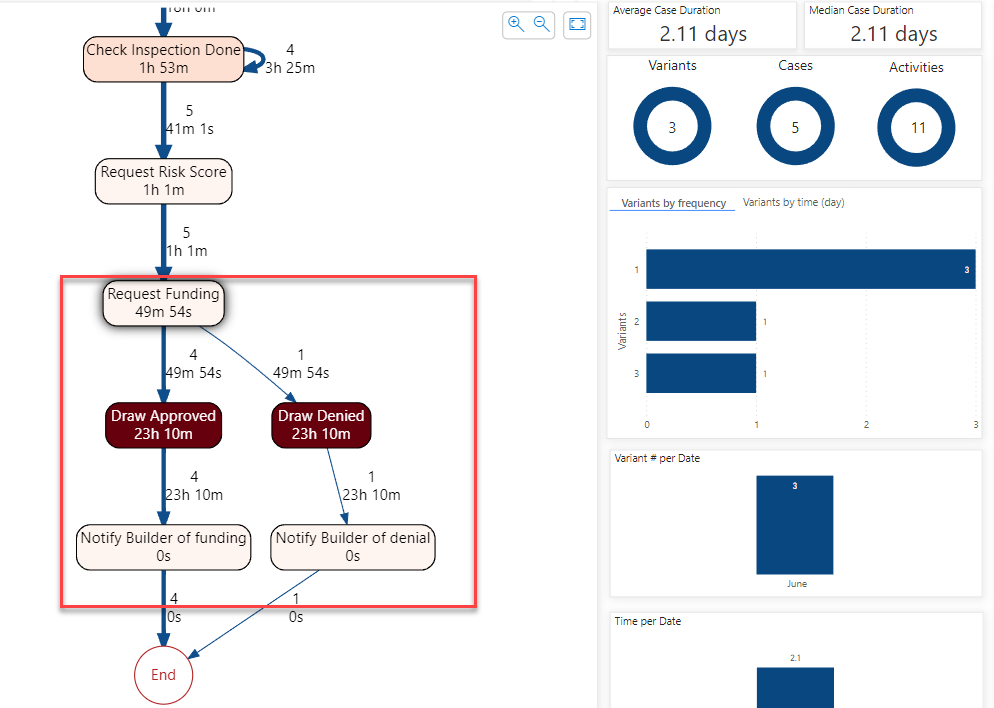 Check Inspection Done
1h 53m
4
3h 25m
5
41m 1s
Request Risk Score
1h 1m
5
1h 1m
Request Funding
49m 54s
4
49m 54s
1
49m 54s
Draw Approved
23h 10m
Draw Denied
23h 10m
4
23h 10m
1
23h 10m
Notify Builder of funding
0s
Notify Builder of denial
0s
4
0s
1
0s
End
Average Case Duration
2.11 days
Median Case Duration
2.11 days
Variants
3
Cases
5
Activities
11
Variants by frequency
Variants by time (day)
Variants
1
3
2
1
3
1
0
1
2
3
Variant # per Date
3
June
Time per Date
2.1